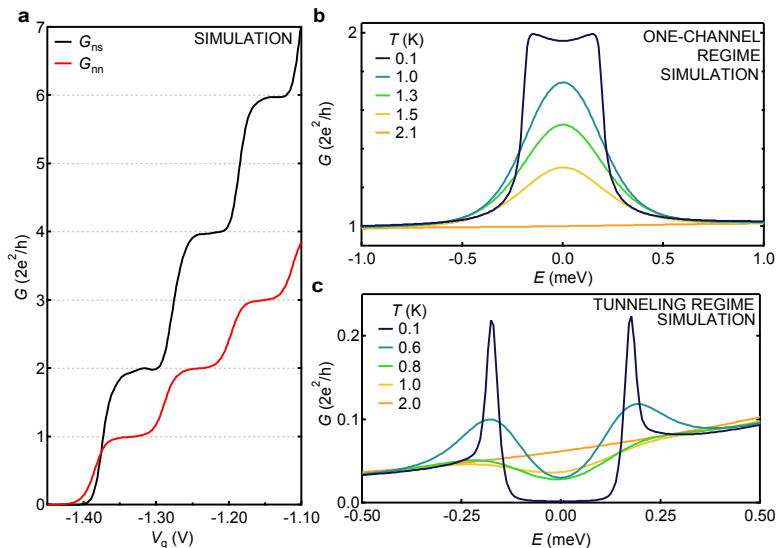 a
SIMULATION
G_ns
G_nn
G (2e²/h)
7
6
5
4
3
2
1
0
-1.40
-1.30
-1.20
-1.10
V_g (V)
b
ONE-CHANNEL
REGIME
SIMULATION
T (K)
0.1
1.0
1.3
1.5
2.1
G (2e²/h)
2
1
-1.0
-0.5
0.0
0.5
1.0
E (meV)
c
TUNELING REGIME
SIMULATION
T (K)
0.1
0.6
0.8
1.0
2.0
G (2e²/h)
0.2
0.1
0.0
-0.50
-0.25
0.00
0.25
0.50
E (meV)